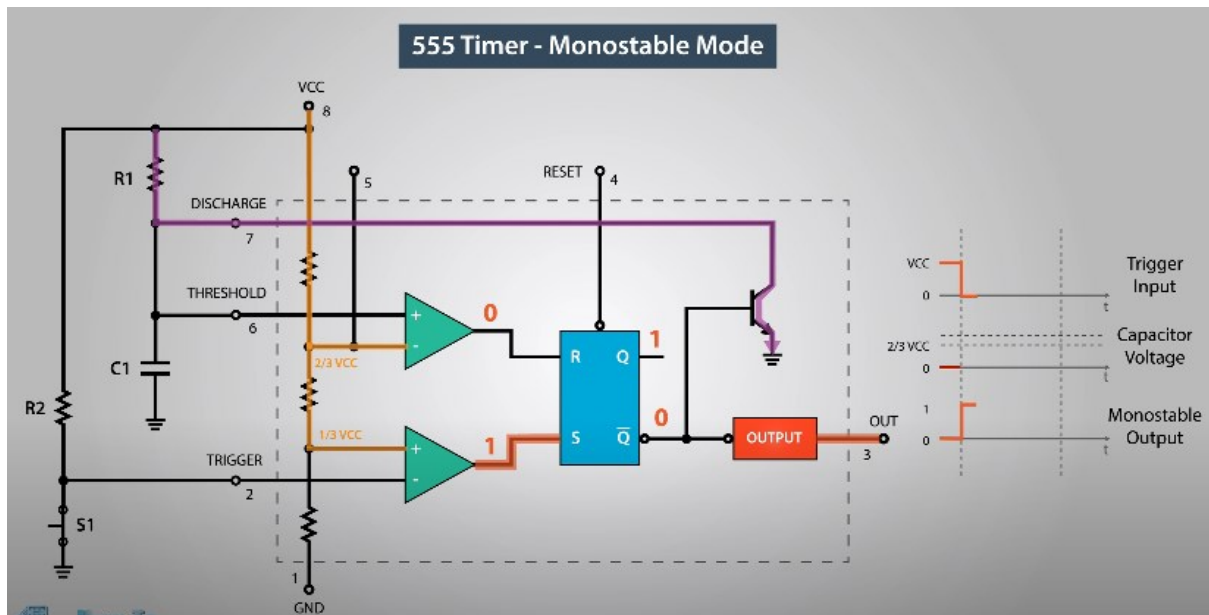 555 Timer - Monostable Mode
VCC
8
R1
5
RESET
4
DISCHARGE
7
THRESHOLD
6
+
-
0
2/3 VCC
C1
R
Q
1
R2
1/3 VCC
+
-
1
S
Q̅
0
OUTPUT
OUT
3
TRIGGER
2
S1
1
GND
VCC
0
t
Trigger
Input
2/3 VCC
0
t
Capacitor
Voltage
1
0
t
Monostable
Output